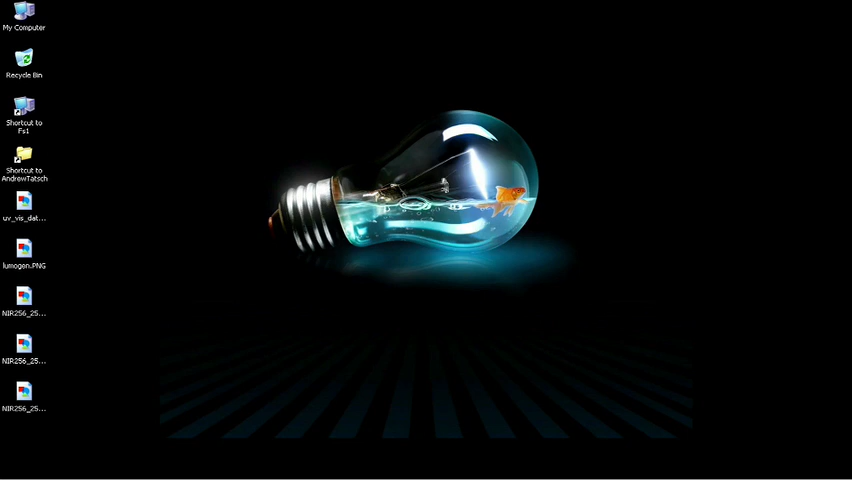 My Computer
Recycle Bin
Shortcut to
Fs1
Shortcut to
AndrewTatsch
uv_vis_dat...
lumogen.PNG
NIR256_25...
NIR256_25...
NIR256_25...